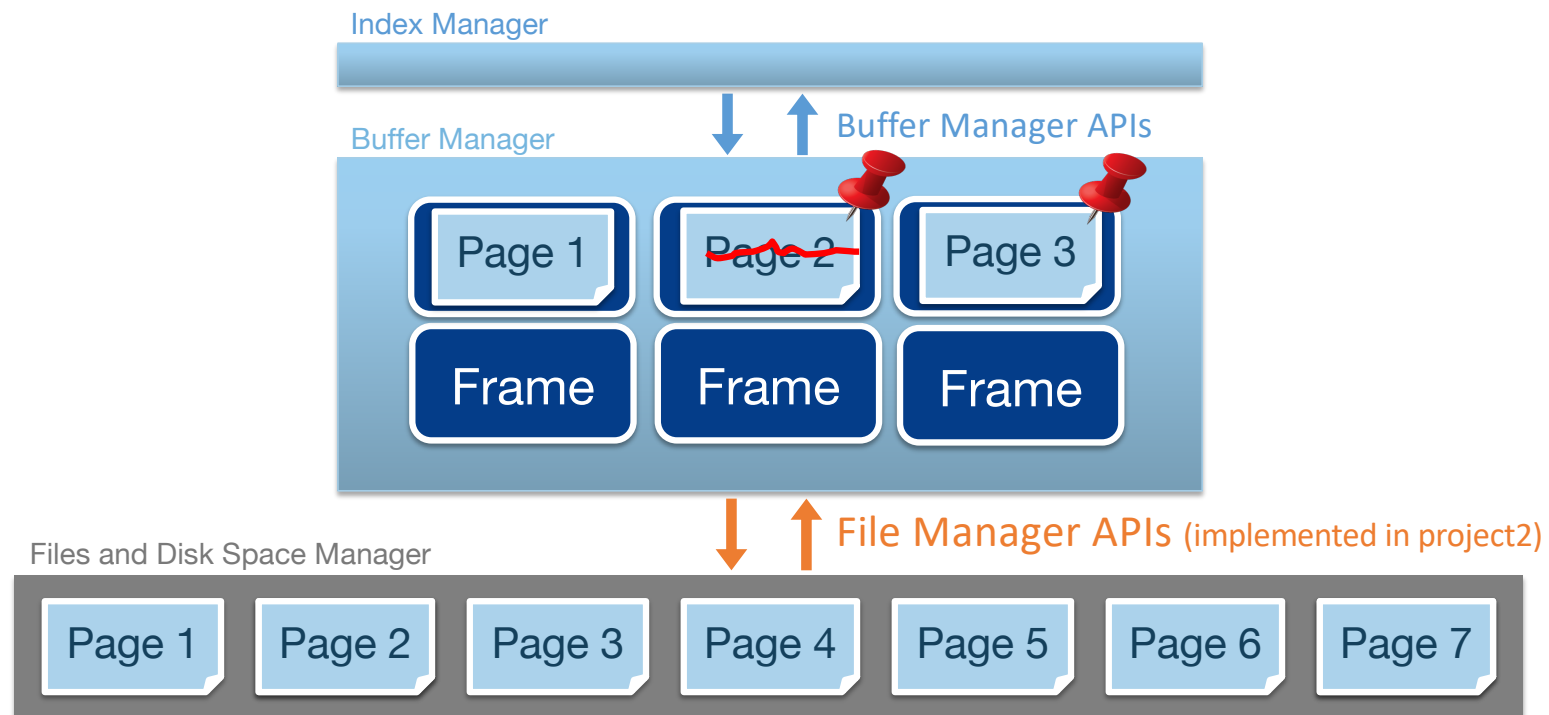 Index Manager
Buffer Manager APIs
Buffer Manager
Page 1
Page 2
Page 3
Frame
Frame
Frame
File Manager APIs (implemented in project2)
Files and Disk Space Manager
Page 1
Page 2
Page 3
Page 4
Page 5
Page 6
Page 7